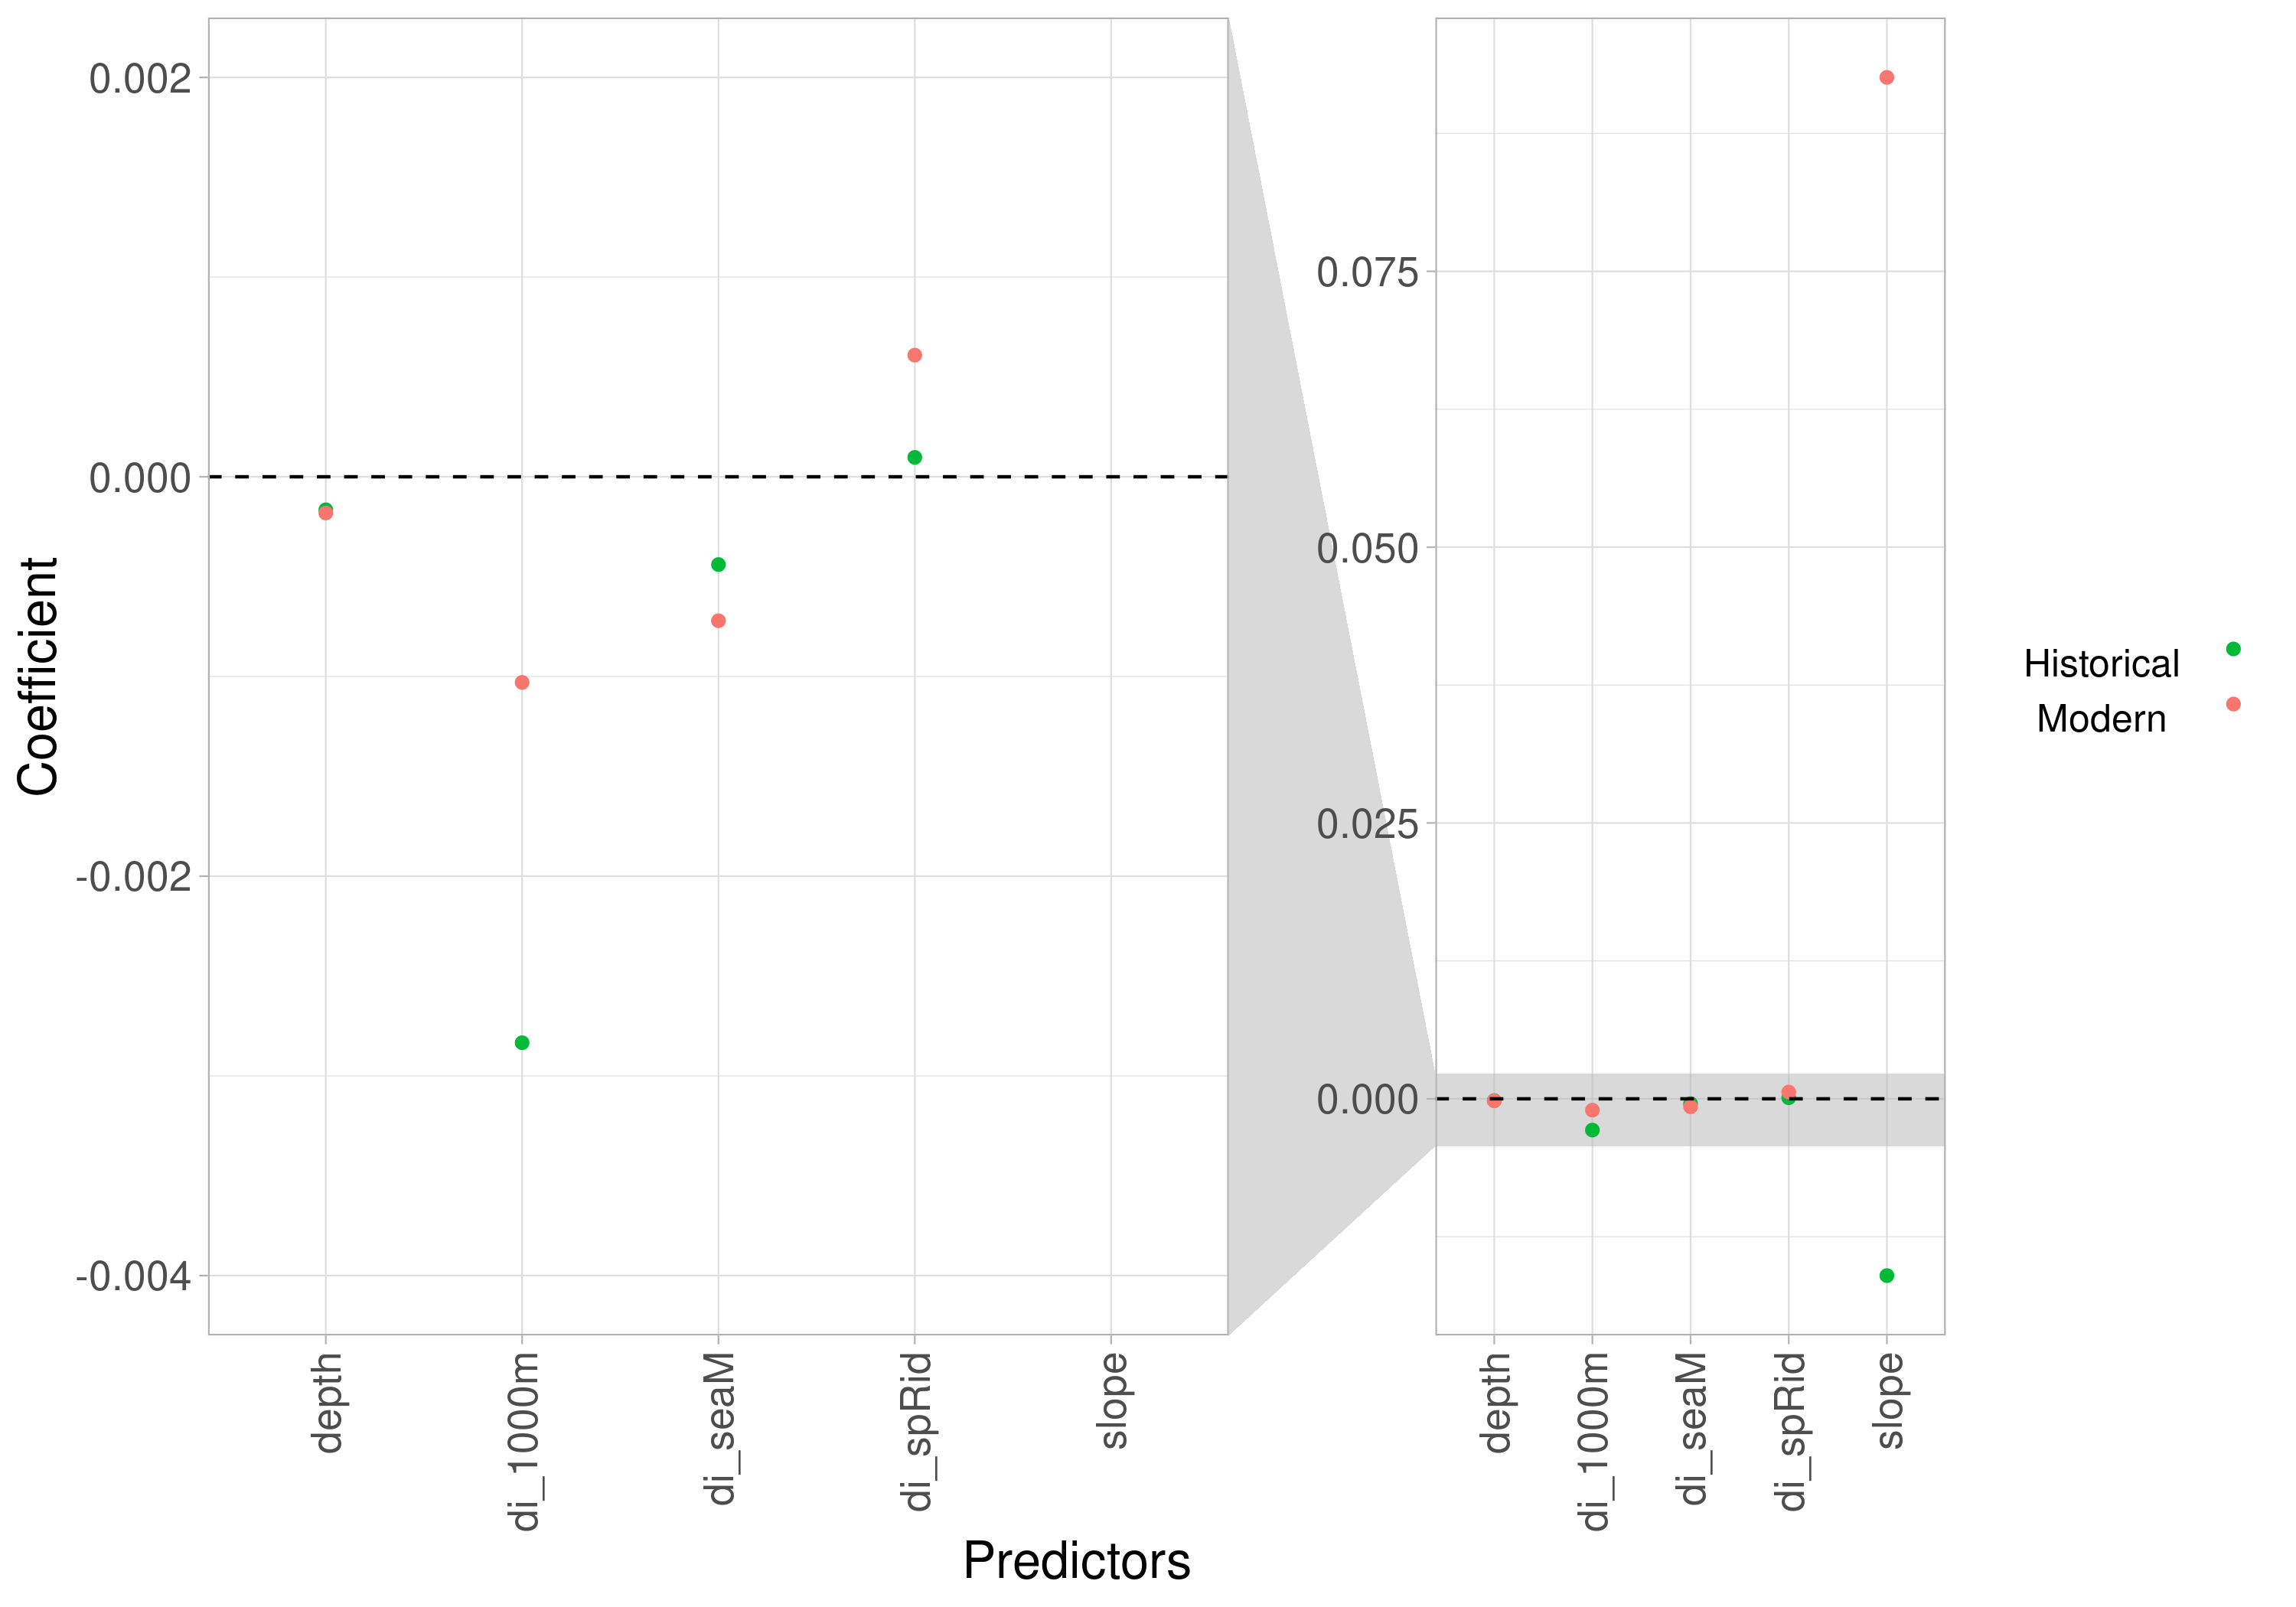 Coefficient
0.002
0.000
-0.002
-0.004
depth
di_1000m
di_seaM
di_spRid
slope
0.075
0.050
0.025
0.000
depth
di_1000m
di_seaM
di_spRid
slope
Predictors
Historical
Modern